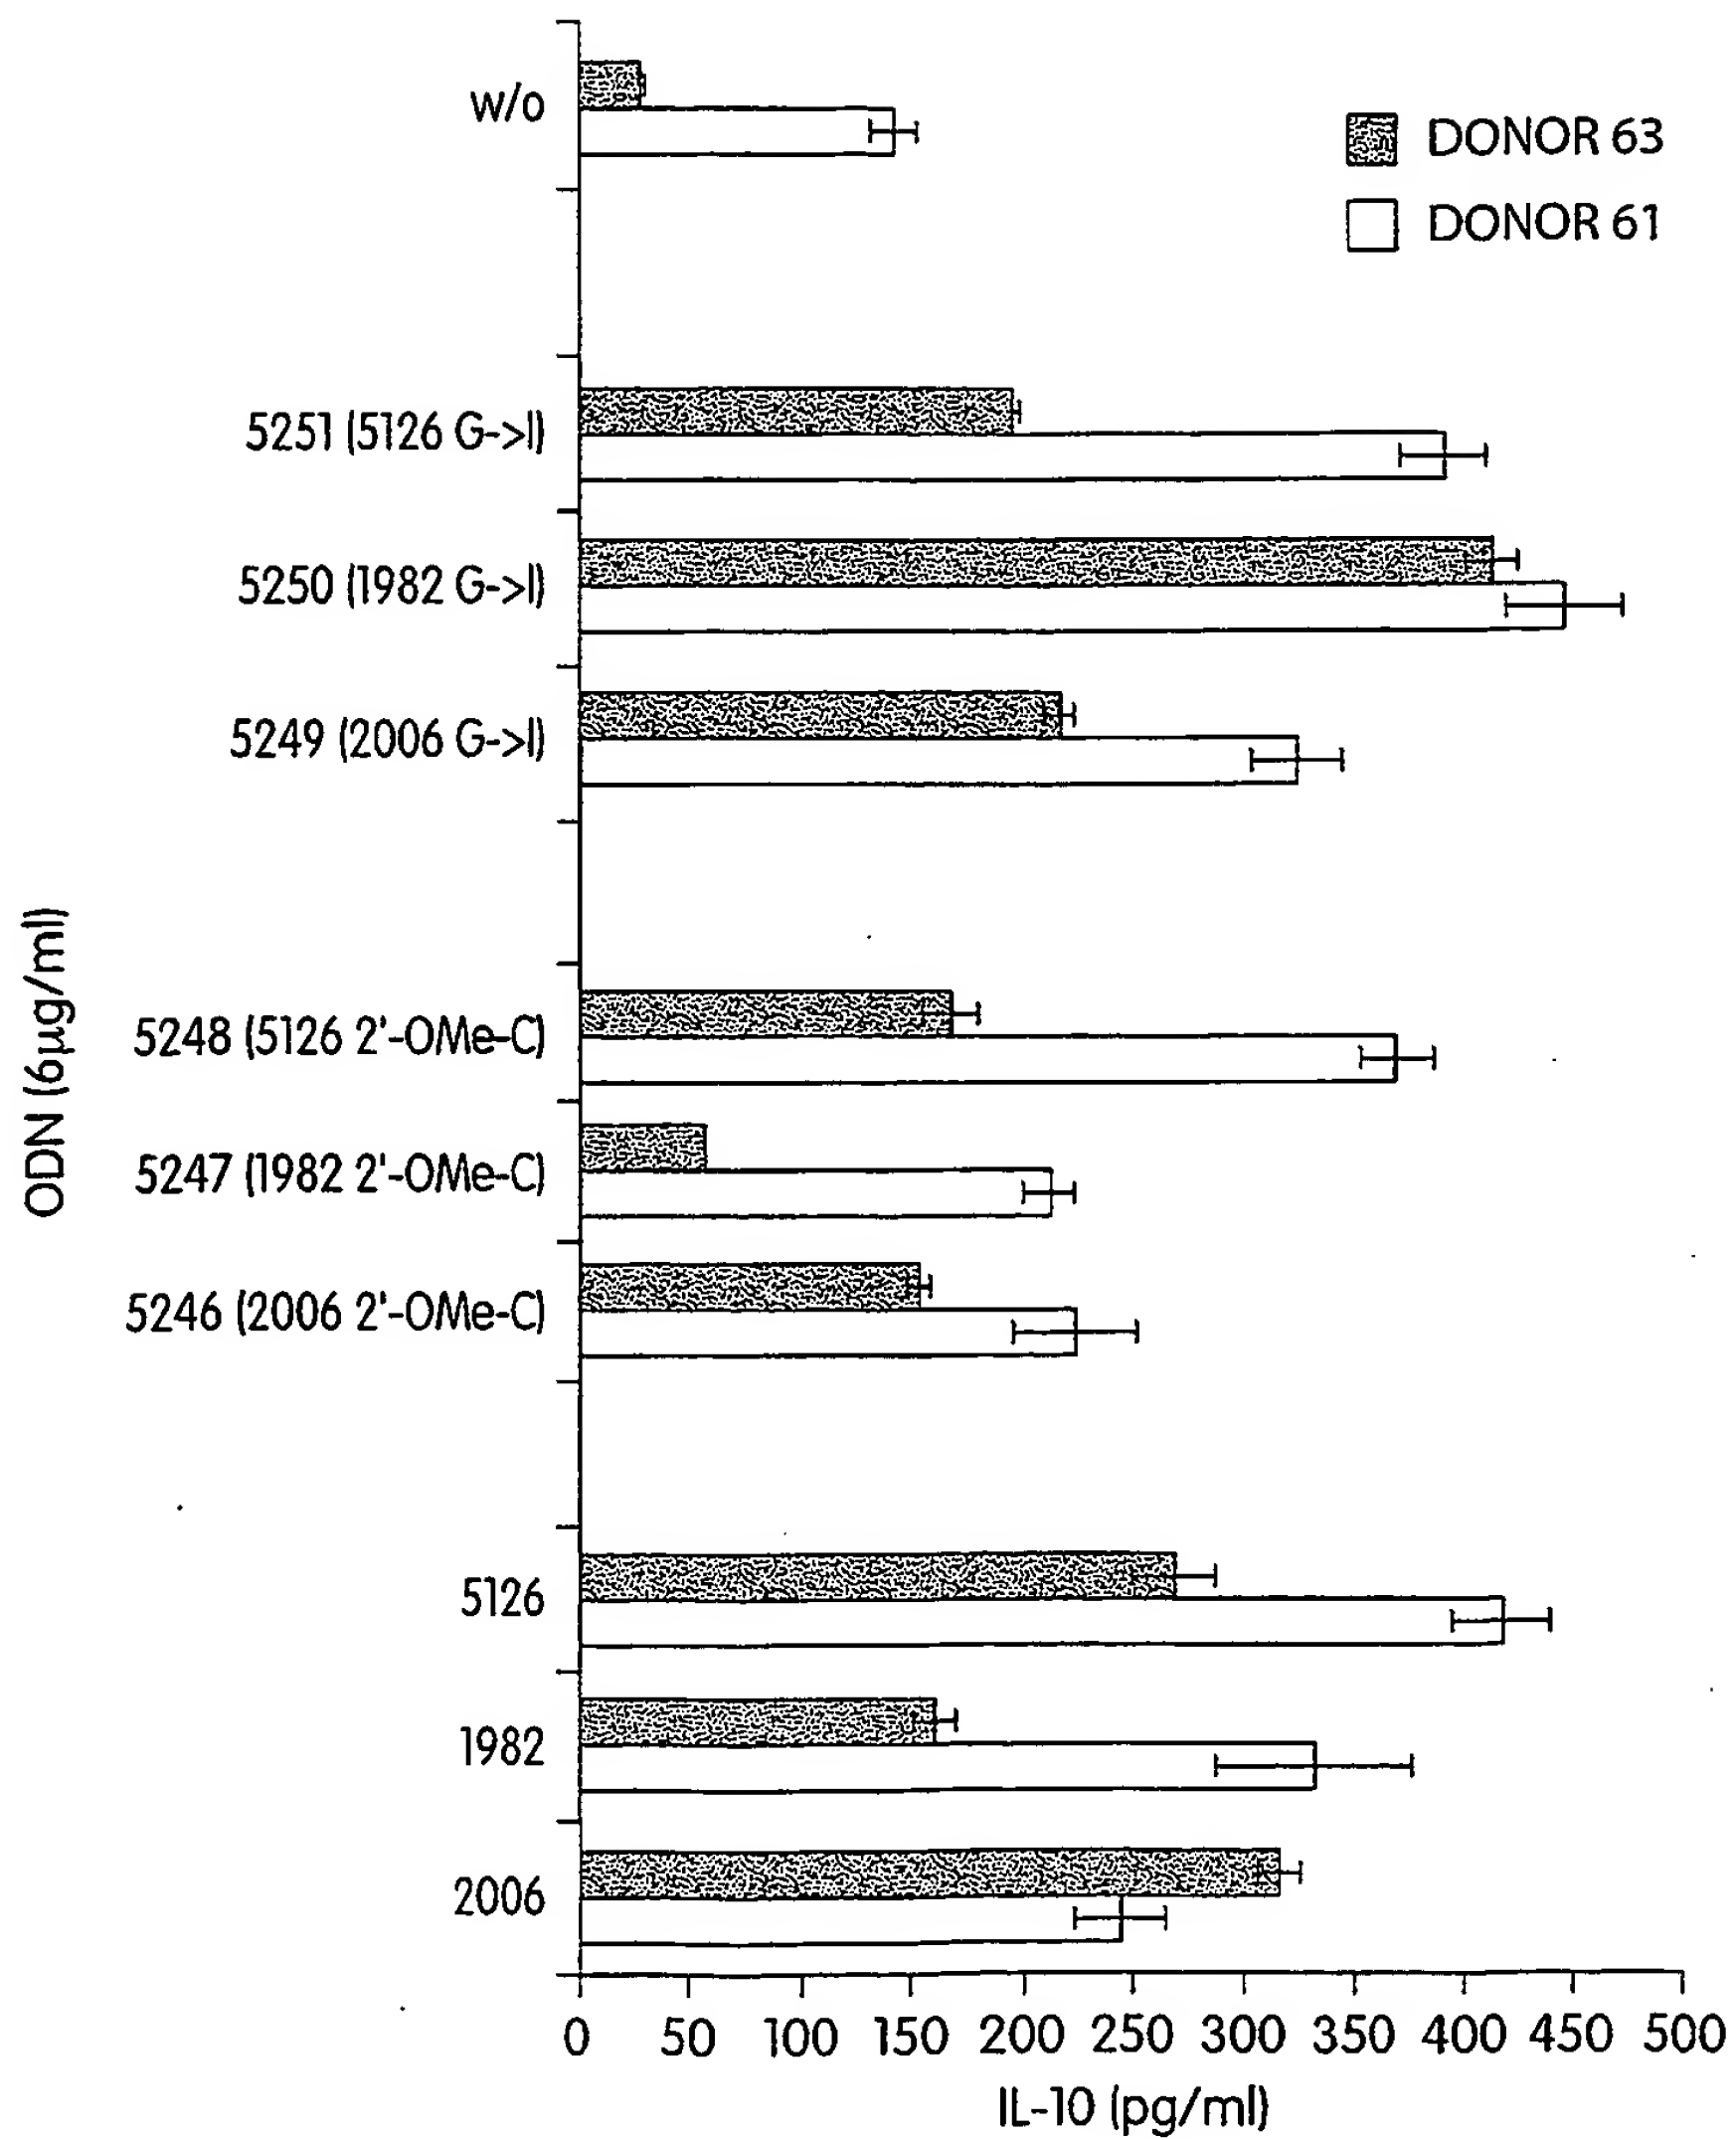 w/o
DONOR 63
DONOR 61
5251 (5126 G->I)
5250 (1982 G->I)
5249 (2006 G->I)
5248 (5126 2'-OMe-C)
5247 (1982 2'-OMe-C)
5246 (2006 2'-OMe-C)
5126
1982
2006
ODN (6µg/ml)
0 50 100 150 200 250 300 350 400 450 500
IL-10 (pg/ml)